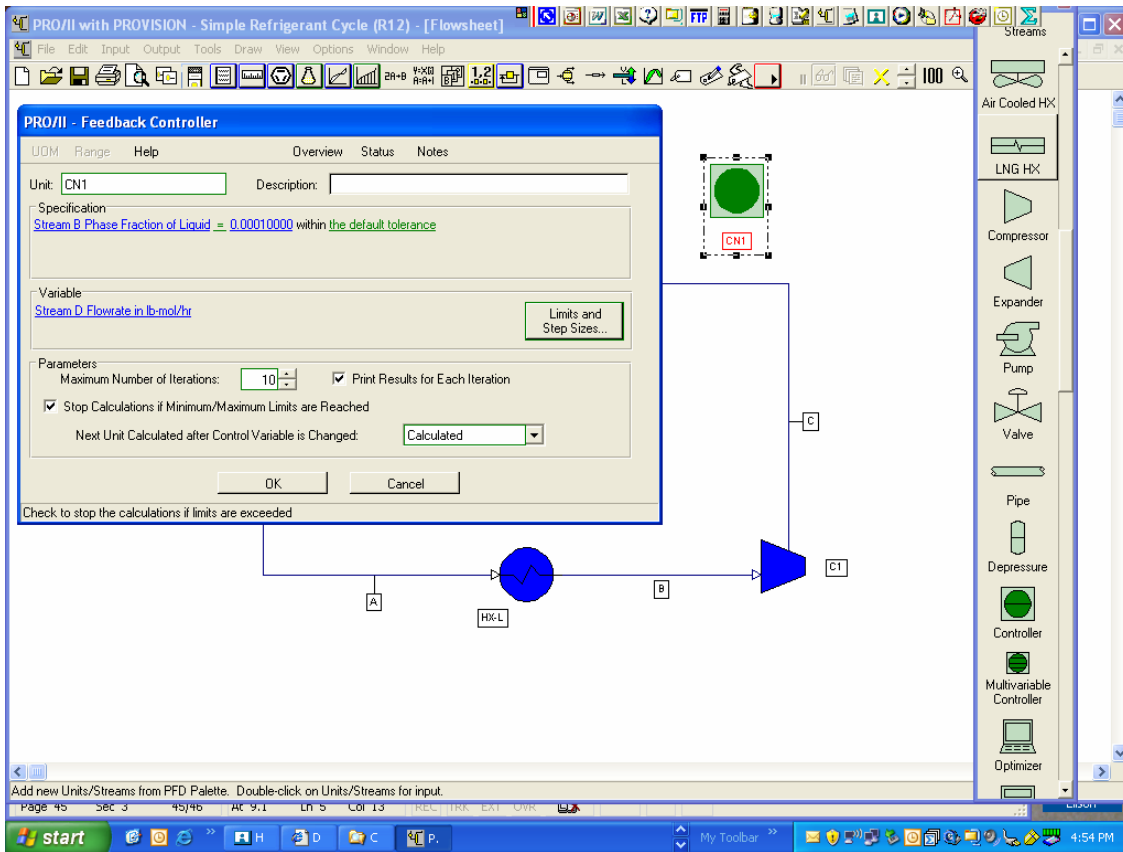 PRO/II with PROVISION - Simple Refrigerant Cycle (R12) - [Flowsheet]
File Edit Input Output Tools Draw View Options Window Help
FTP
2A+B
1.2
100
Streams
Air Cooled HX
LNG HX
Compressor
Expander
Pump
Valve
Pipe
Depressure
Controller
Multivariable
Controller
Optimizer
PRO/II - Feedback Controller
UOM Range Help Overview Status Notes
Unit: CN1 Description:
Specification
Stream B Phase Fraction of Liquid = 0.00010000 within the default tolerance
Variable
Stream D Flowrate in lb-mol/hr
Limits and
Step Sizes...
Parameters
Maximum Number of Iterations: 10 Print Results for Each Iteration
Stop Calculations if Minimum/Maximum Limits are Reached
Next Unit Calculated after Control Variable is Changed: Calculated
OK Cancel
Check to stop the calculations if limits are exceeded
CN1
C
C1
B
A
HX-L
Add new Units/Streams from PFD Palette. Double-click on Units/Streams for input.
Page 45 Sec 3 45/46 At 9.1 Ln 5 Col 13 REC TRK EXT OVR
start H D C P. My Toolbar 4:54 PM